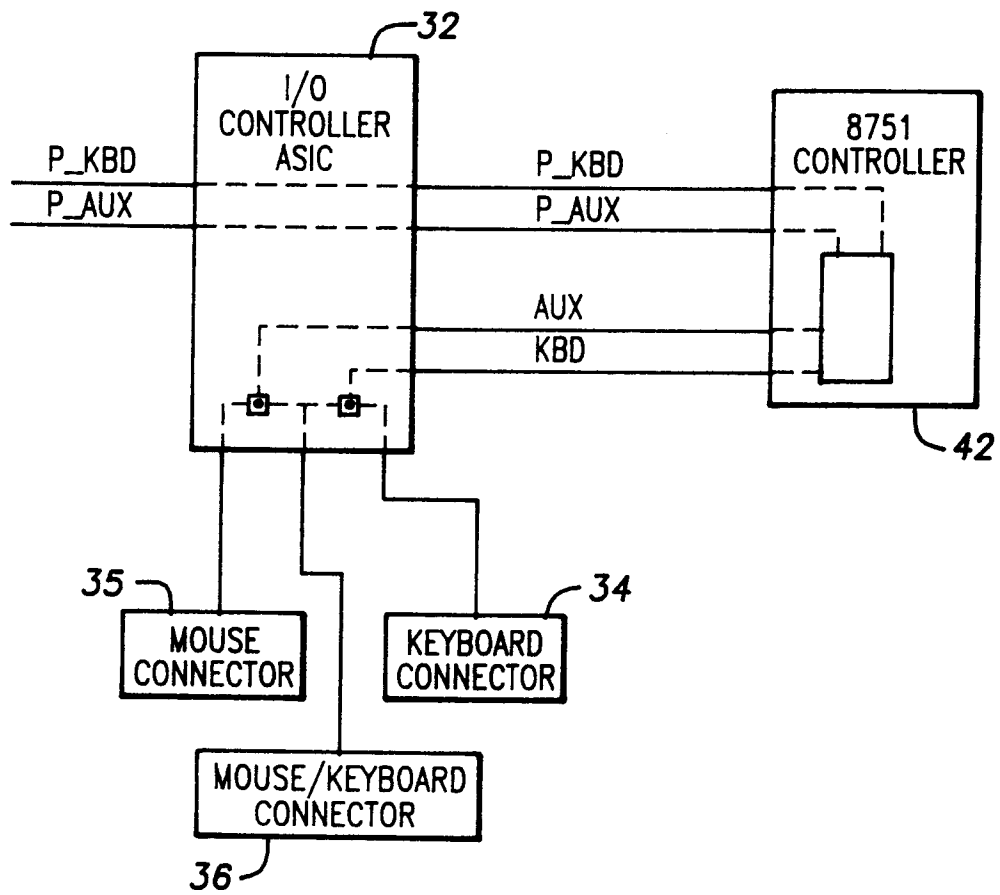 32
I/O
CONTROLLER
ASIC
8751
CONTROLLER
P_KBD
P_AUX
P_KBD
P_AUX
AUX
KBD
42
35
MOUSE
CONNECTOR
34
KEYBOARD
CONNECTOR
MOUSE/KEYBOARD
CONNECTOR
36